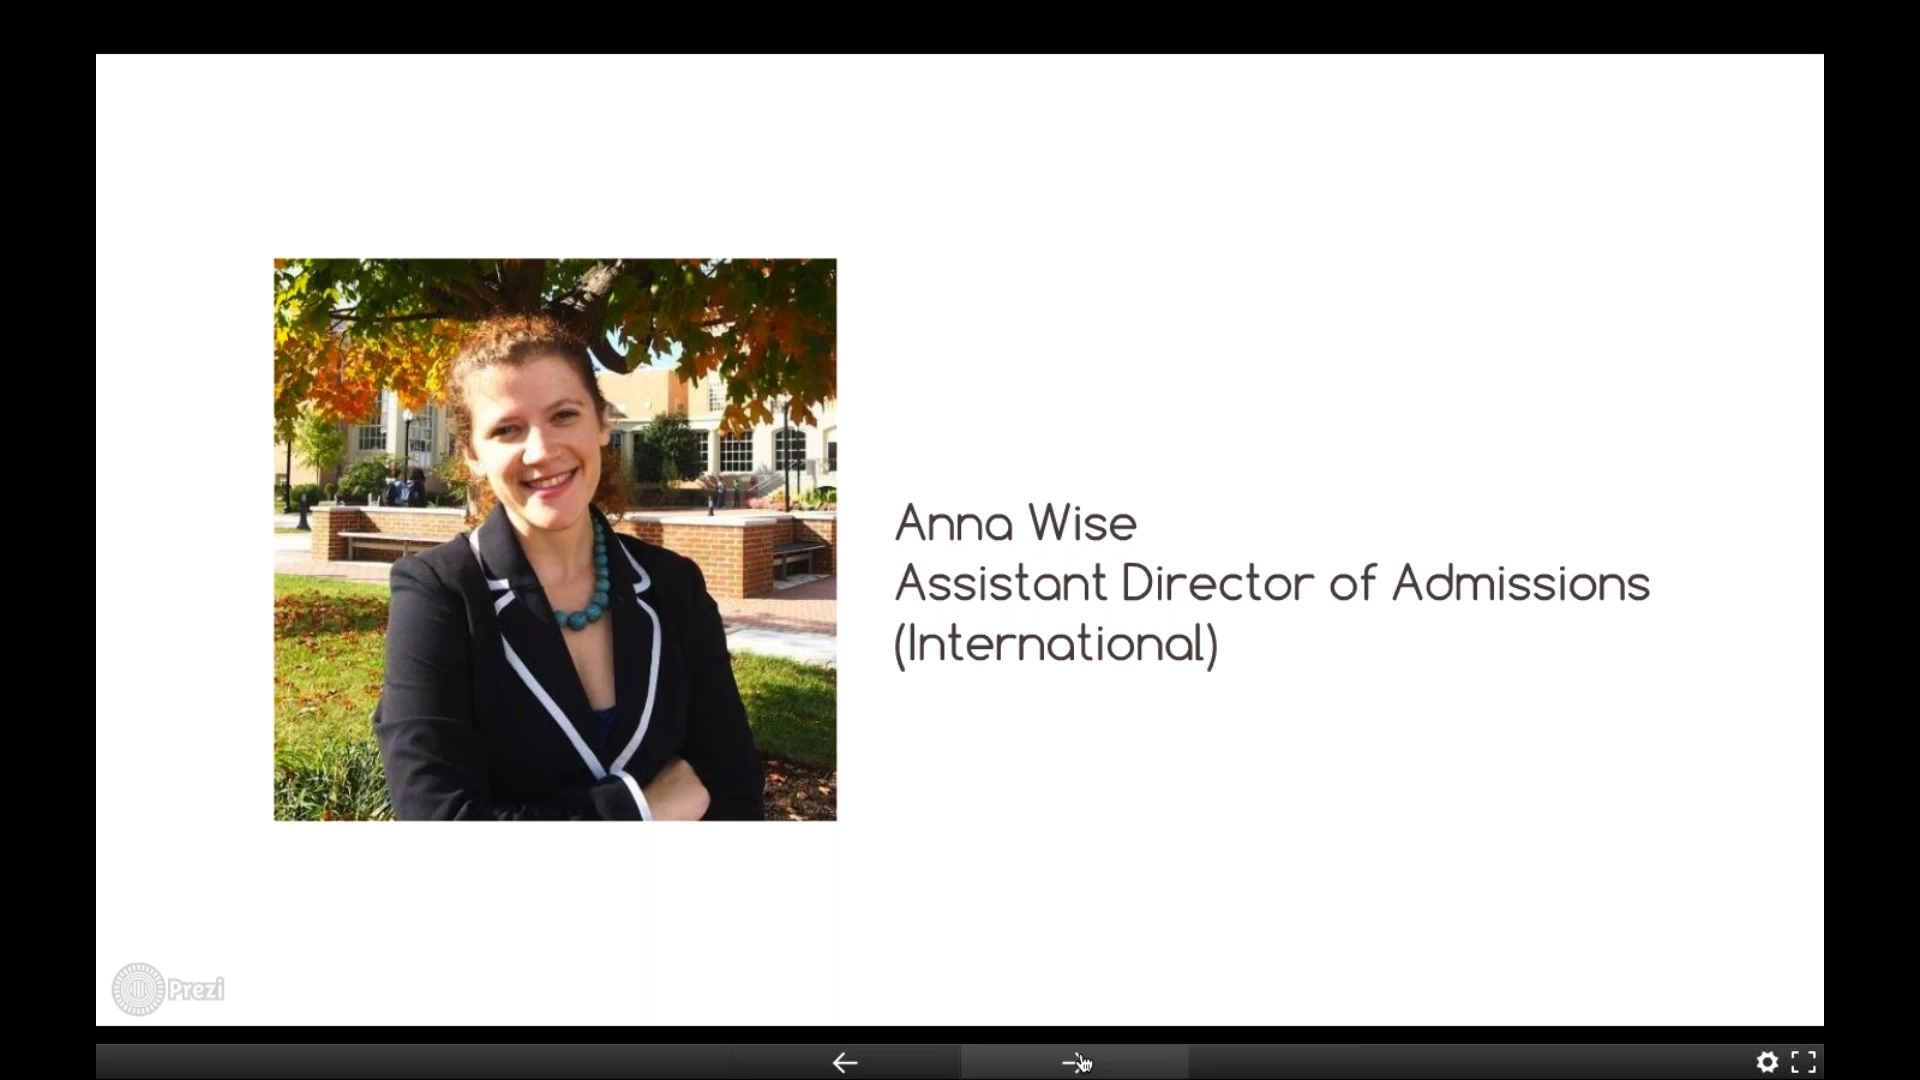 Anna Wise
Assistant Director of Admissions
(International)
Prezi